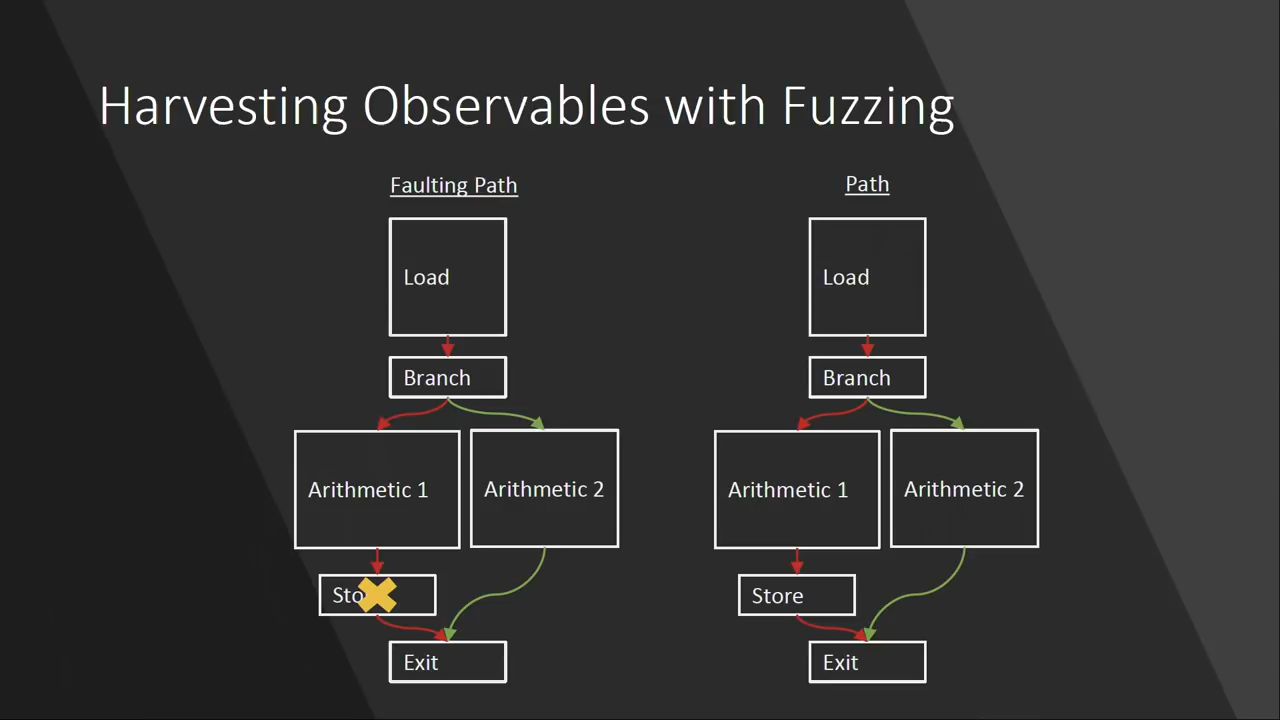 Harvesting Observables with Fuzzing
Faulting Path
Load
Branch
Arithmetic 1
Arithmetic 2
Exit
Path
Load
Branch
Arithmetic 1
Arithmetic 2
Store
Exit